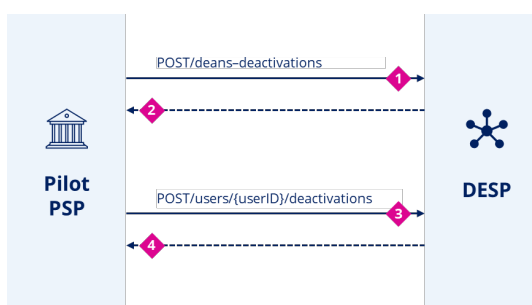 POST/deans–deactivations
1
2
Pilot
PSP
DESP
POST/users/{userID}/deactivations
3
4